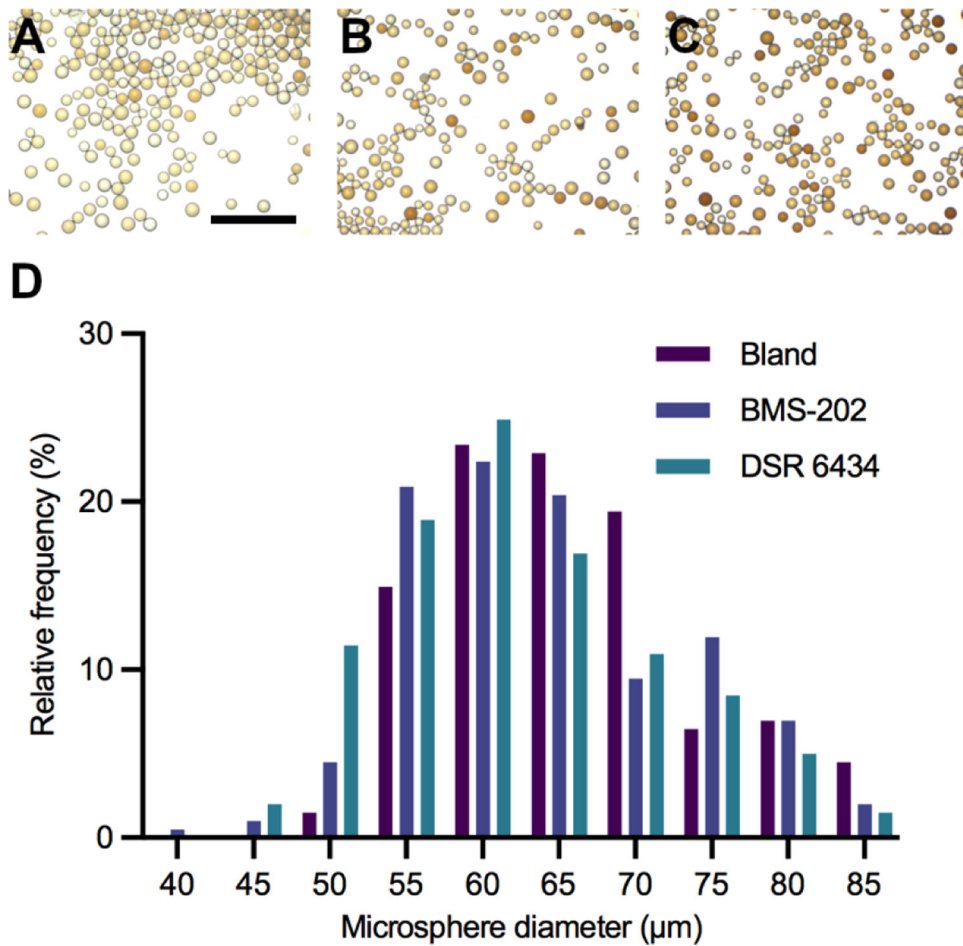 A
B
C
D
30
20
10
0
Relative frequency (%)
Bland
BMS-202
DSR 6434
40 45 50 55 60 65 70 75 80 85
Microsphere diameter (µm)